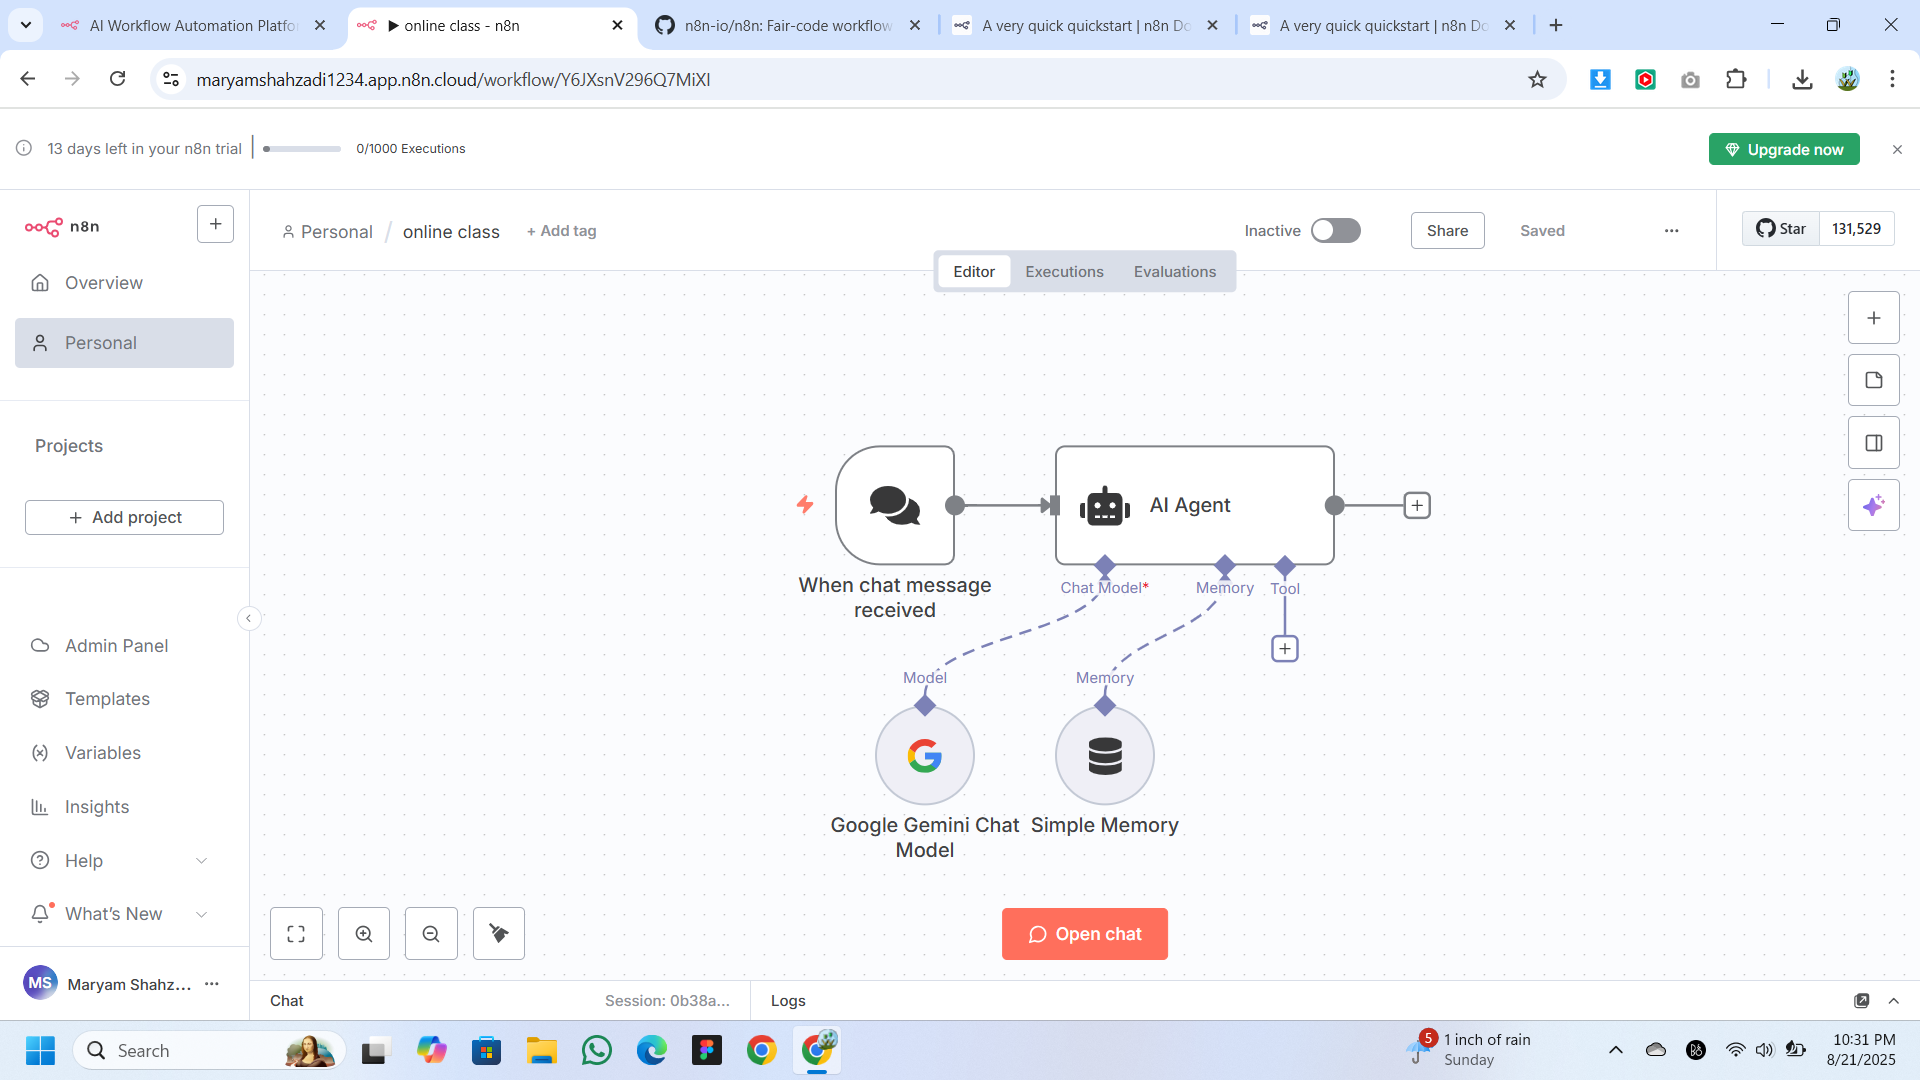 AI Workflow Automation Platfo
▶ online class - n8n
n8n-io/n8n: Fair-code workflow
A very quick quickstart | n8n Do
A very quick quickstart | n8n Do
maryamshahzadi1234.app.n8n.cloud/workflow/Y6JXsnV296Q7MiXI
13 days left in your n8n trial
0/1000 Executions
Upgrade now
n8n
Personal / online class
+ Add tag
Inactive
Share
Saved
Star
131,529
Editor
Executions
Evaluations
Overview
Personal
Projects
+ Add project
AI Agent
When chat message
received
Chat Model*
Memory
Tool
Model
Memory
Google Gemini Chat
Model
Simple Memory
Admin Panel
Templates
Variables
Insights
Help
What's New
Open chat
MS
Maryam Shahz...
Chat
Session: 0b38a...
Logs
Search
5
1 inch of rain
Sunday
10:31 PM
8/21/2025